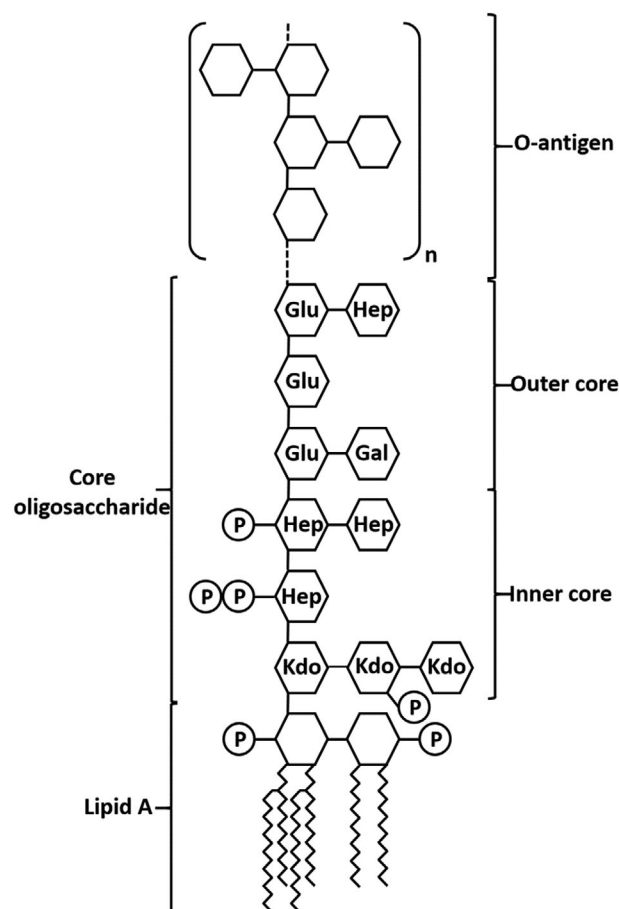 O-antigen
n
Glu Hep
Glu
Outer core
Glu Gal
Core
oligosaccharide
P Hep Hep
P P Hep
Inner core
Kdo Kdo Kdo
P
P P
Lipid A